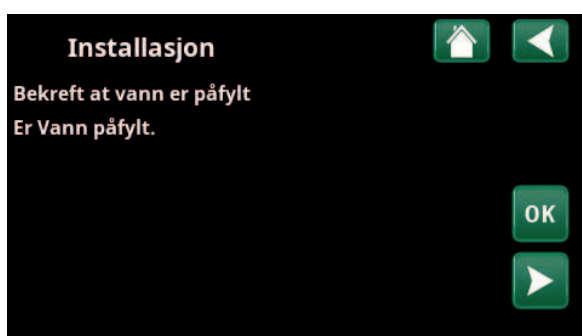 Installasjon
Bekreft at vann er påfylt
Er Vann påfylt.
OK